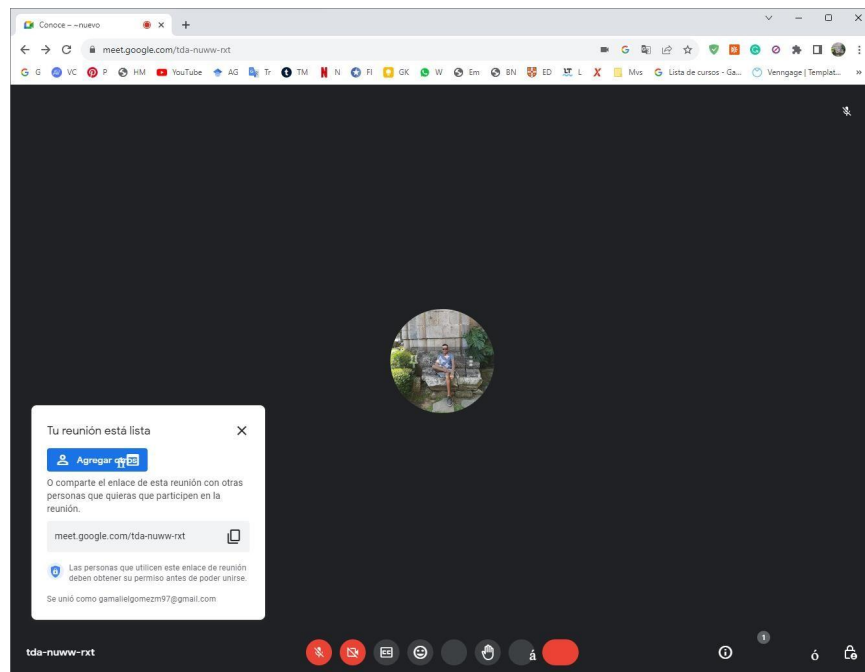 Conoce – ~nuevo
meet.google.com/tda-nuww-rxt
G VC P HM YouTube AG Tr TM N FI GK W Em BN ED L Mvs Lista de cursos - Ga... Venngage | Templat... »
Tu reunión está lista
Agregar
O comparte el enlace de esta reunión con otras
personas que quieras que participen en la
reunión.
meet.google.com/tda-nuww-rxt
Las personas que utilicen este enlace de reunión
deben obtener su permiso antes de poder unirse.
Se unió como gamalielgomezm97@gmail.com
tda-nuww-rxt
CC
á
1
ó